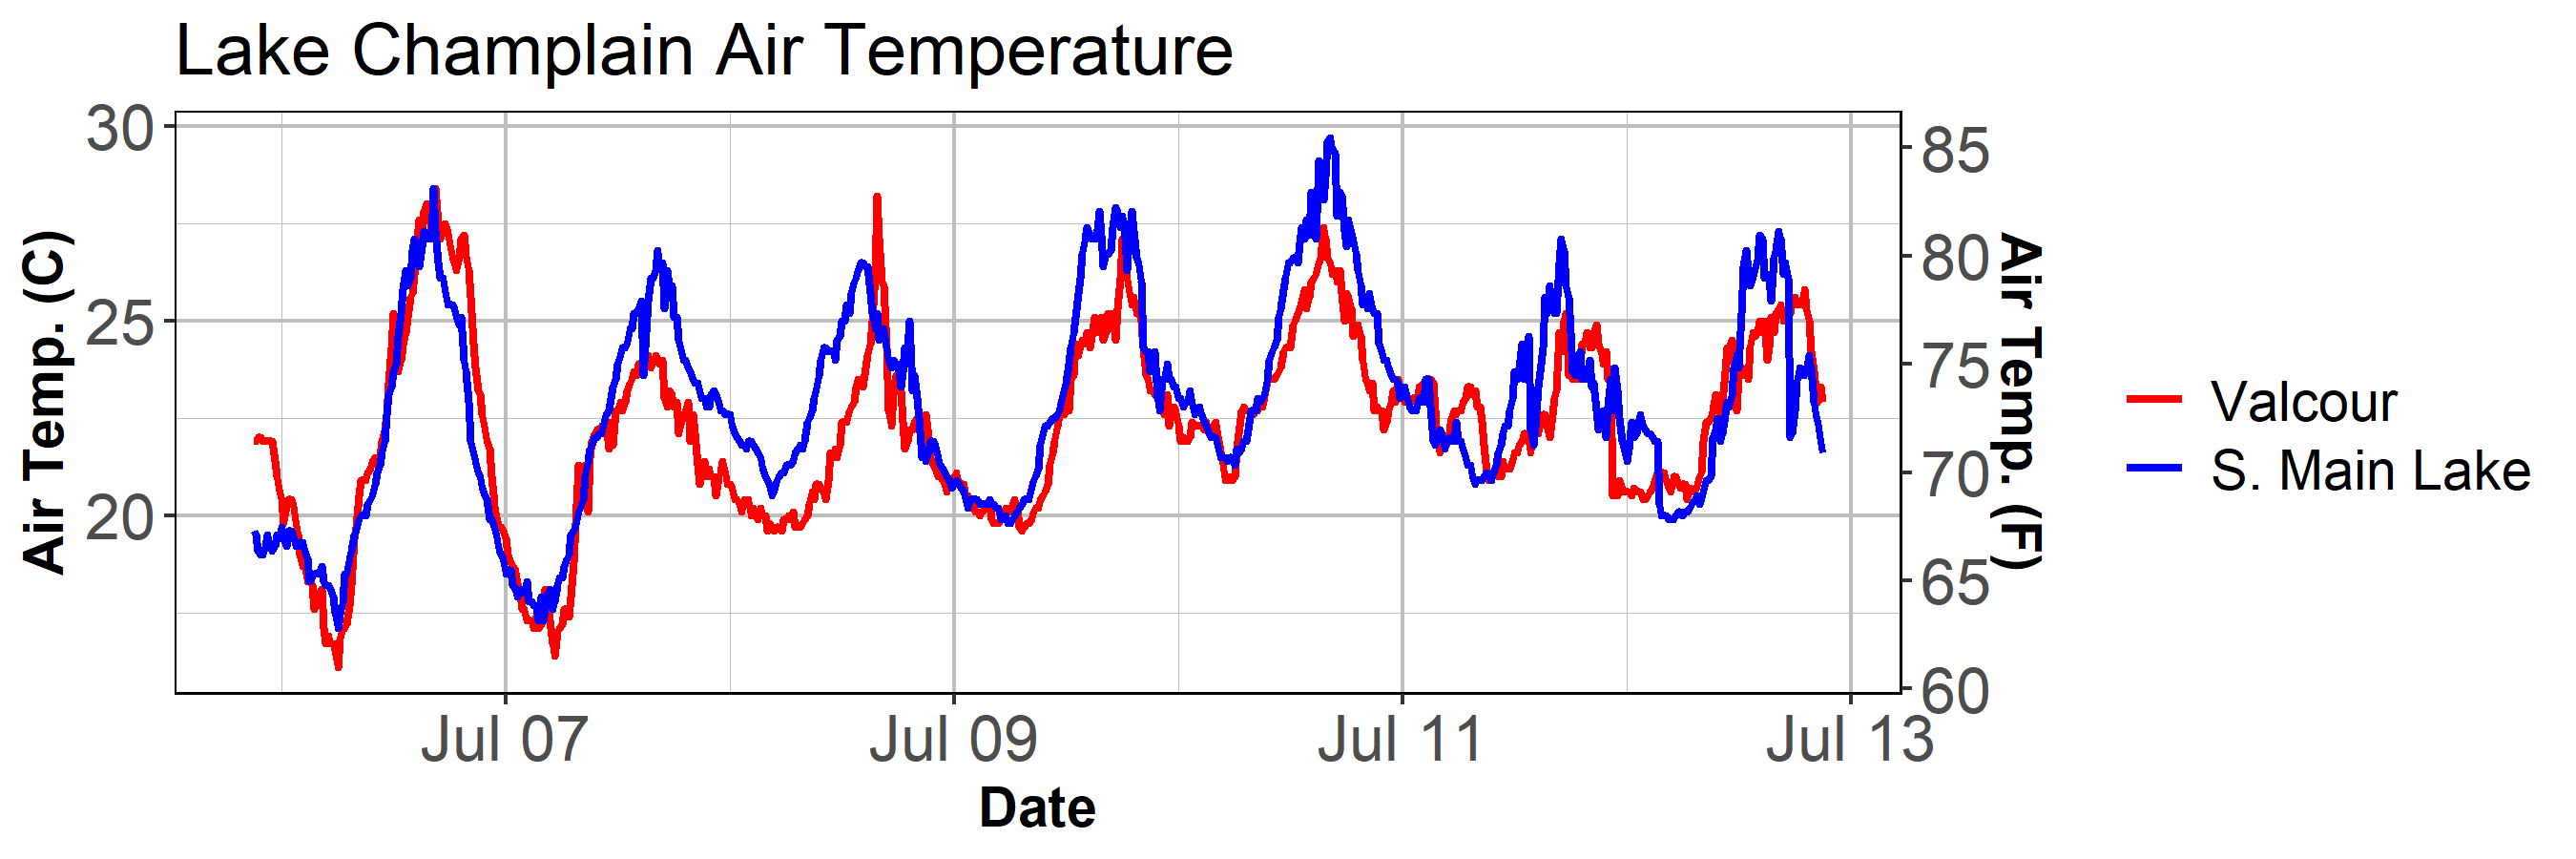 Lake Champlain Air Temperature
30
25
20
Air Temp. (C)
85
80
75
70
65
60
Air Temp. (F)
Jul 07
Jul 09
Jul 11
Jul 13
Date
Valcour
S. Main Lake